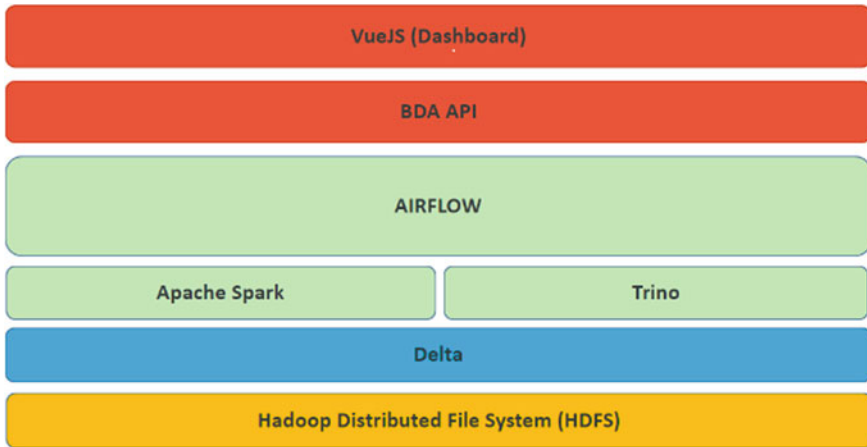 VueJS (Dashboard)
BDA API
AIRFLOW
Apache Spark
Trino
Delta
Hadoop Distributed File System (HDFS)